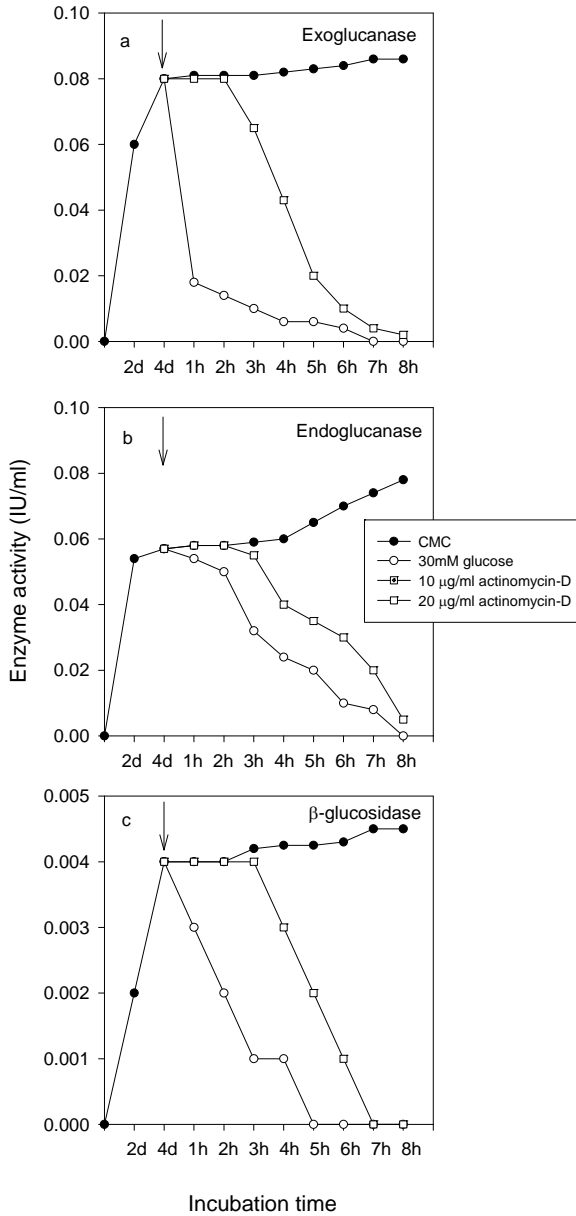 0.10
a
Exoglucanase
0.08
0.06
0.04
0.02
0.00
2d 4d 1h 2h 3h 4h 5h 6h 7h 8h
0.10
b
Endoglucanase
0.08
0.06
0.04
0.02
0.00
2d 4d 1h 2h 3h 4h 5h 6h 7h 8h
CMC
30mM glucose
10 μg/ml actinomycin-D
20 μg/ml actinomycin-D
Enzyme activity (IU/ml)
0.005
c
β-glucosidase
0.004
0.003
0.002
0.001
0.000
2d 4d 1h 2h 3h 4h 5h 6h 7h 8h
Incubation time